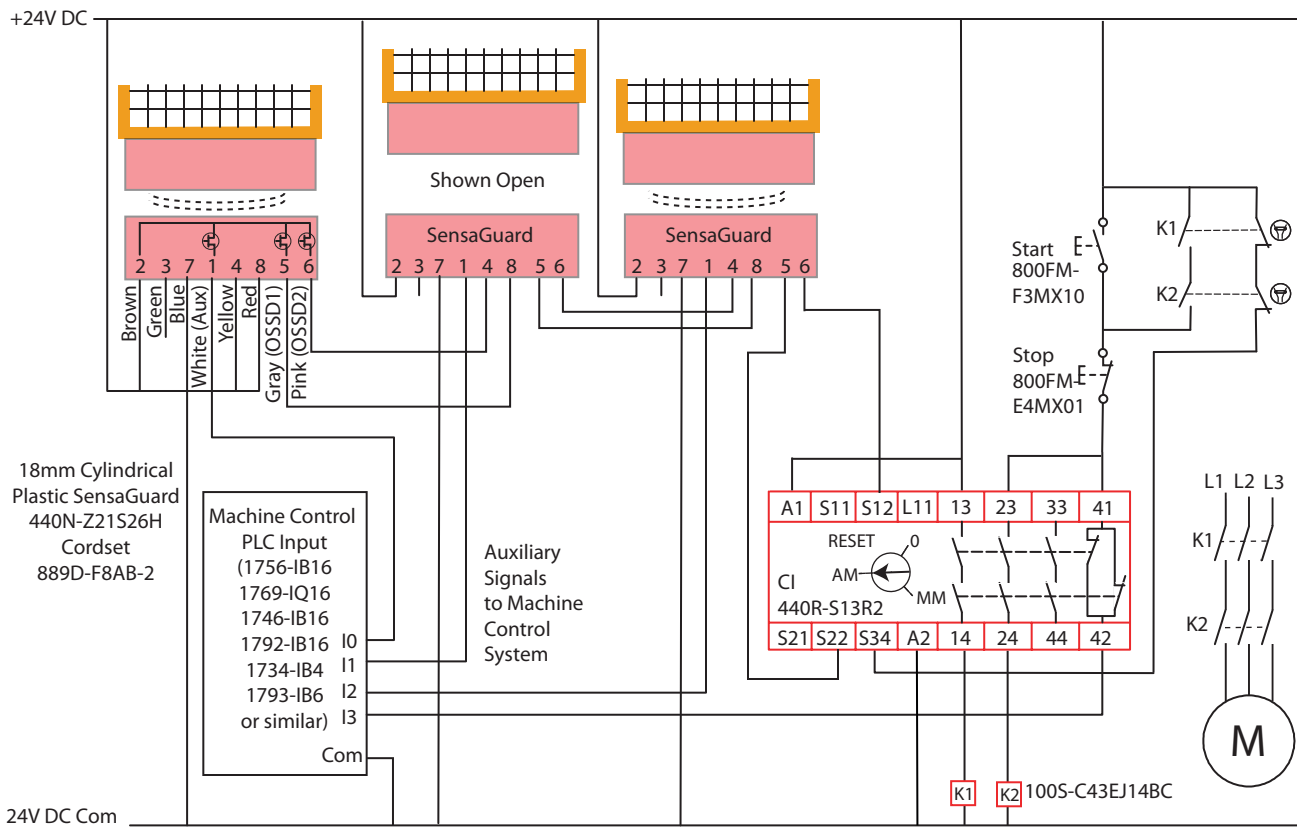 +24V DC
Shown Open
SensaGuard
SensaGuard
2 3 7 1 4 8 5 6
2 3 7 1 4 8 5 6
2 3 7 1 4 8 5 6
Brown
Green
Blue
White (Aux)
Yellow
Red
Gray (OSSD1)
Pink (OSSD2)
Start
800FM-
F3MX10
K1
K2
Stop
800FM-
E4MX01
18mm Cylindrical
Plastic SensaGuard
440N-Z21S26H
Cordset
889D-F8AB-2
Machine Control
PLC Input
(1756-IB16
1769-IQ16
1746-IB16
1792-IB16 I0
1734-IB4 I1
1793-IB6 I2
or similar) I3
Com
Auxiliary
Signals
to Machine
Control
System
A1 S11 S12 L11 13 23 33 41
RESET
0
AM
MM
CI
440R-S13R2
S21 S22 S34 A2 14 24 44 42
L1 L2 L3
K1
K2
M
K1
K2 100S-C43EJ14BC
24V DC Com